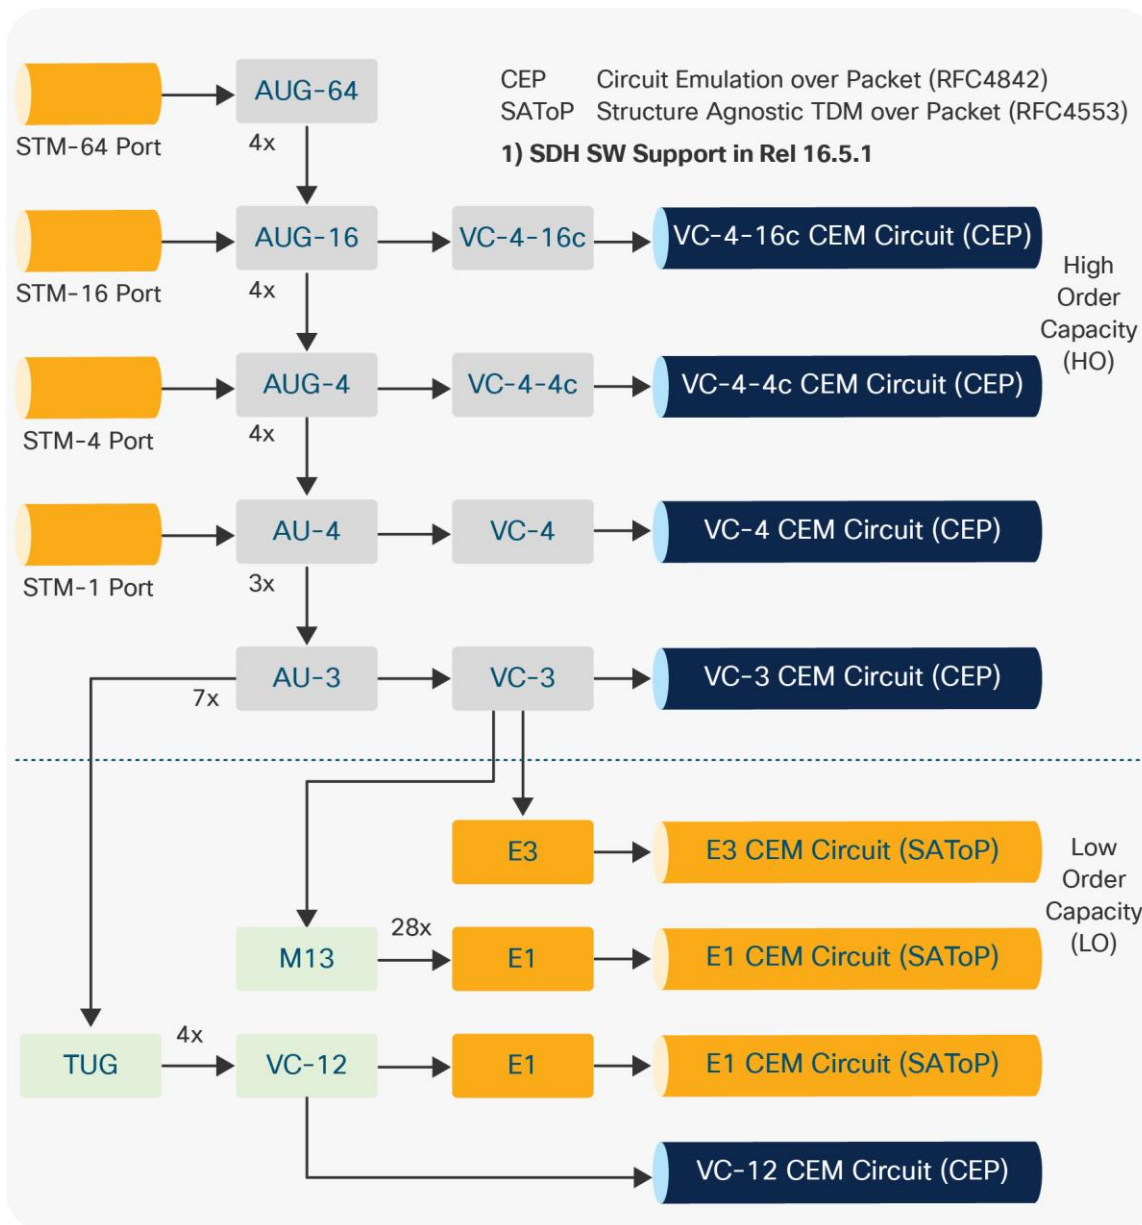 AUG-64
CEP Circuit Emulation over Packet (RFC4842)
SAToP Structure Agnostic TDM over Packet (RFC4553)
STM-64 Port
4x
1) SDH SW Support in Rel 16.5.1
AUG-16
VC-4-16c
VC-4-16c CEM Circuit (CEP)
STM-16 Port
4x
High
Order
Capacity
(HO)
AUG-4
VC-4-4c
VC-4-4c CEM Circuit (CEP)
STM-4 Port
4x
AU-4
VC-4
VC-4 CEM Circuit (CEP)
STM-1 Port
3x
AU-3
VC-3
VC-3 CEM Circuit (CEP)
7x
E3
E3 CEM Circuit (SAToP)
Low
Order
Capacity
(LO)
M13
28x
E1
E1 CEM Circuit (SAToP)
TUG
4x
VC-12
E1
E1 CEM Circuit (SAToP)
VC-12 CEM Circuit (CEP)